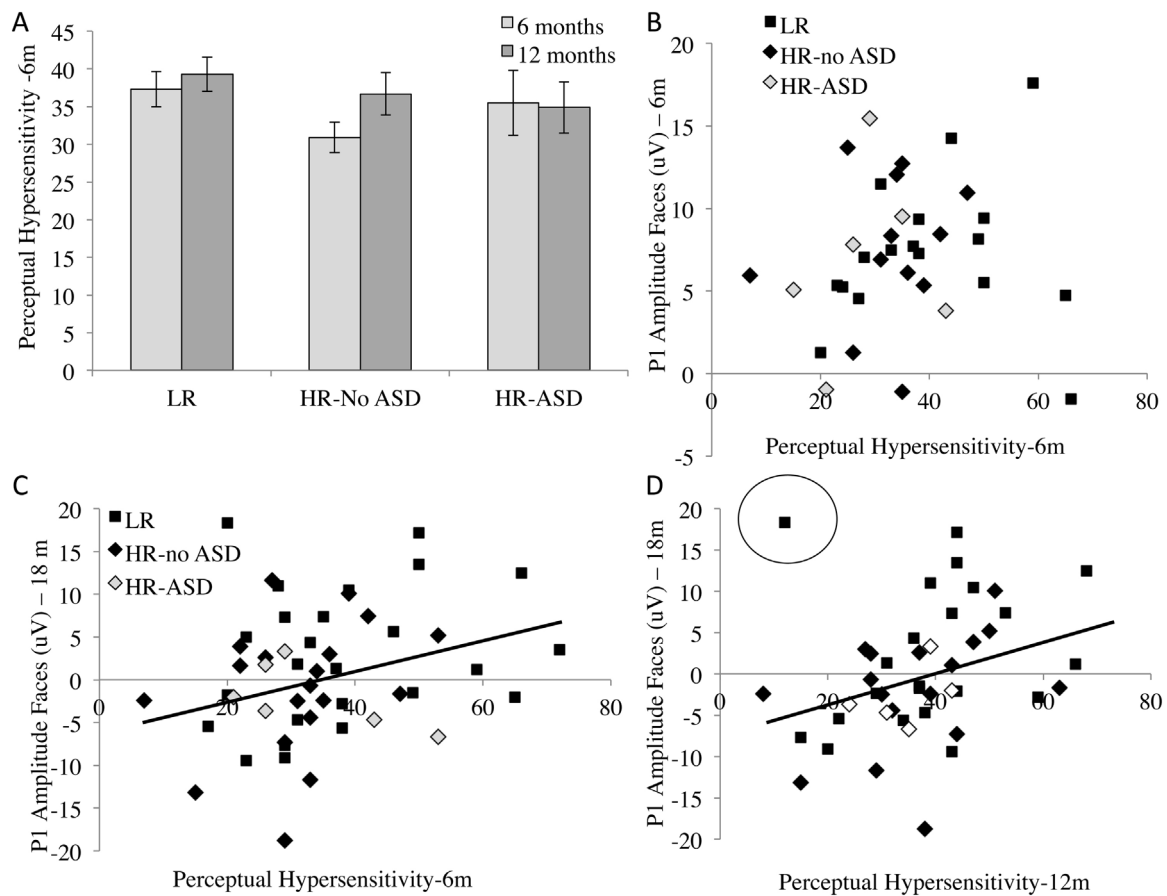 A
Perceptual Hypersensitivity -6m
45
40
35
30
25
20
15
10
5
0
6 months
12 months
LR
HR-No ASD
HR-ASD
B
P1 Amplitude Faces (uV) – 6m
20
15
10
5
0
-5
LR
HR-no ASD
HR-ASD
0
20
40
60
80
Perceptual Hypersensitivity-6m
C
P1 Amplitude Faces (uV) – 18 m
20
15
10
5
0
-5
-10
-15
-20
LR
HR-no ASD
HR-ASD
0
20
40
60
80
Perceptual Hypersensitivity-6m
D
P1 Amplitude Faces (uV) – 18m
20
15
10
5
0
-5
-10
-15
-20
0
20
40
60
80
Perceptual Hypersensitivity-12m